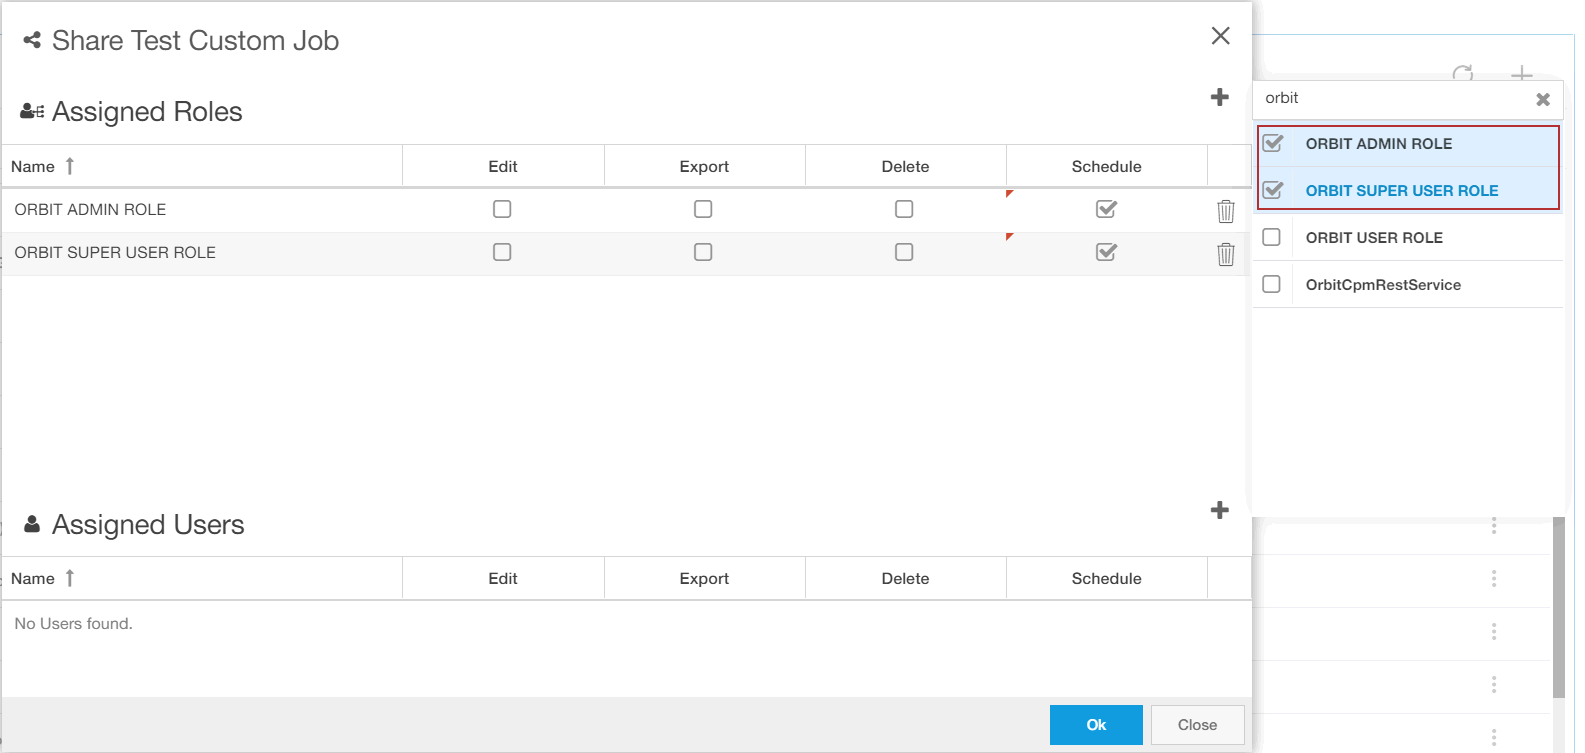 Share Test Custom Job
Assigned Roles
Name Edit Export Delete Schedule
ORBIT ADMIN ROLE
ORBIT SUPER USER ROLE
Assigned Users
Name Edit Export Delete Schedule
No Users found.
Ok Close
orbit
ORBIT ADMIN ROLE
ORBIT SUPER USER ROLE
ORBIT USER ROLE
OrbitCpmRestService